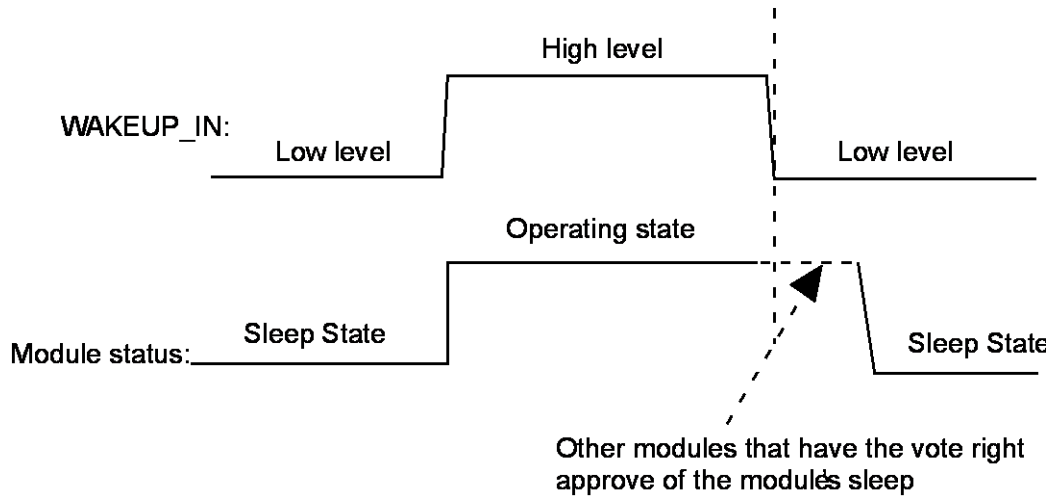 High level
WAKEUP_IN:
Low level
Low level
Operating state
Sleep State
Module status:
Sleep State
Other modules that have the vote right
approve of the module's sleep